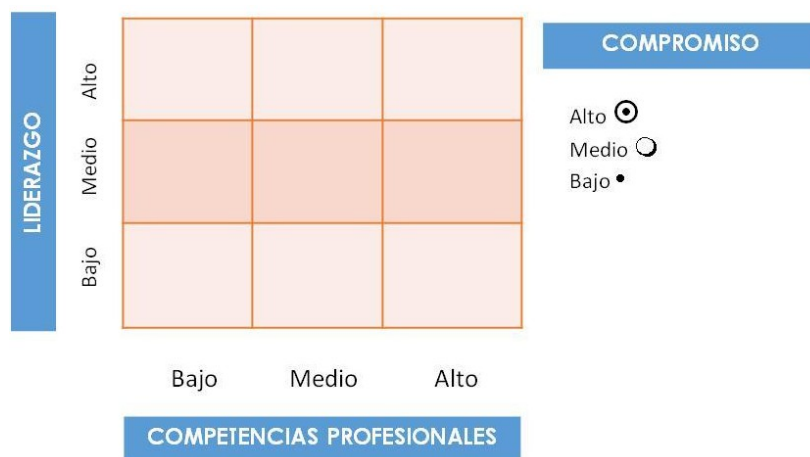 LIDERAZGO
Alto
Medio
Bajo
Bajo Medio Alto
COMPETENCIAS PROFESIONALES
COMPROMISO
Alto
Medio
Bajo